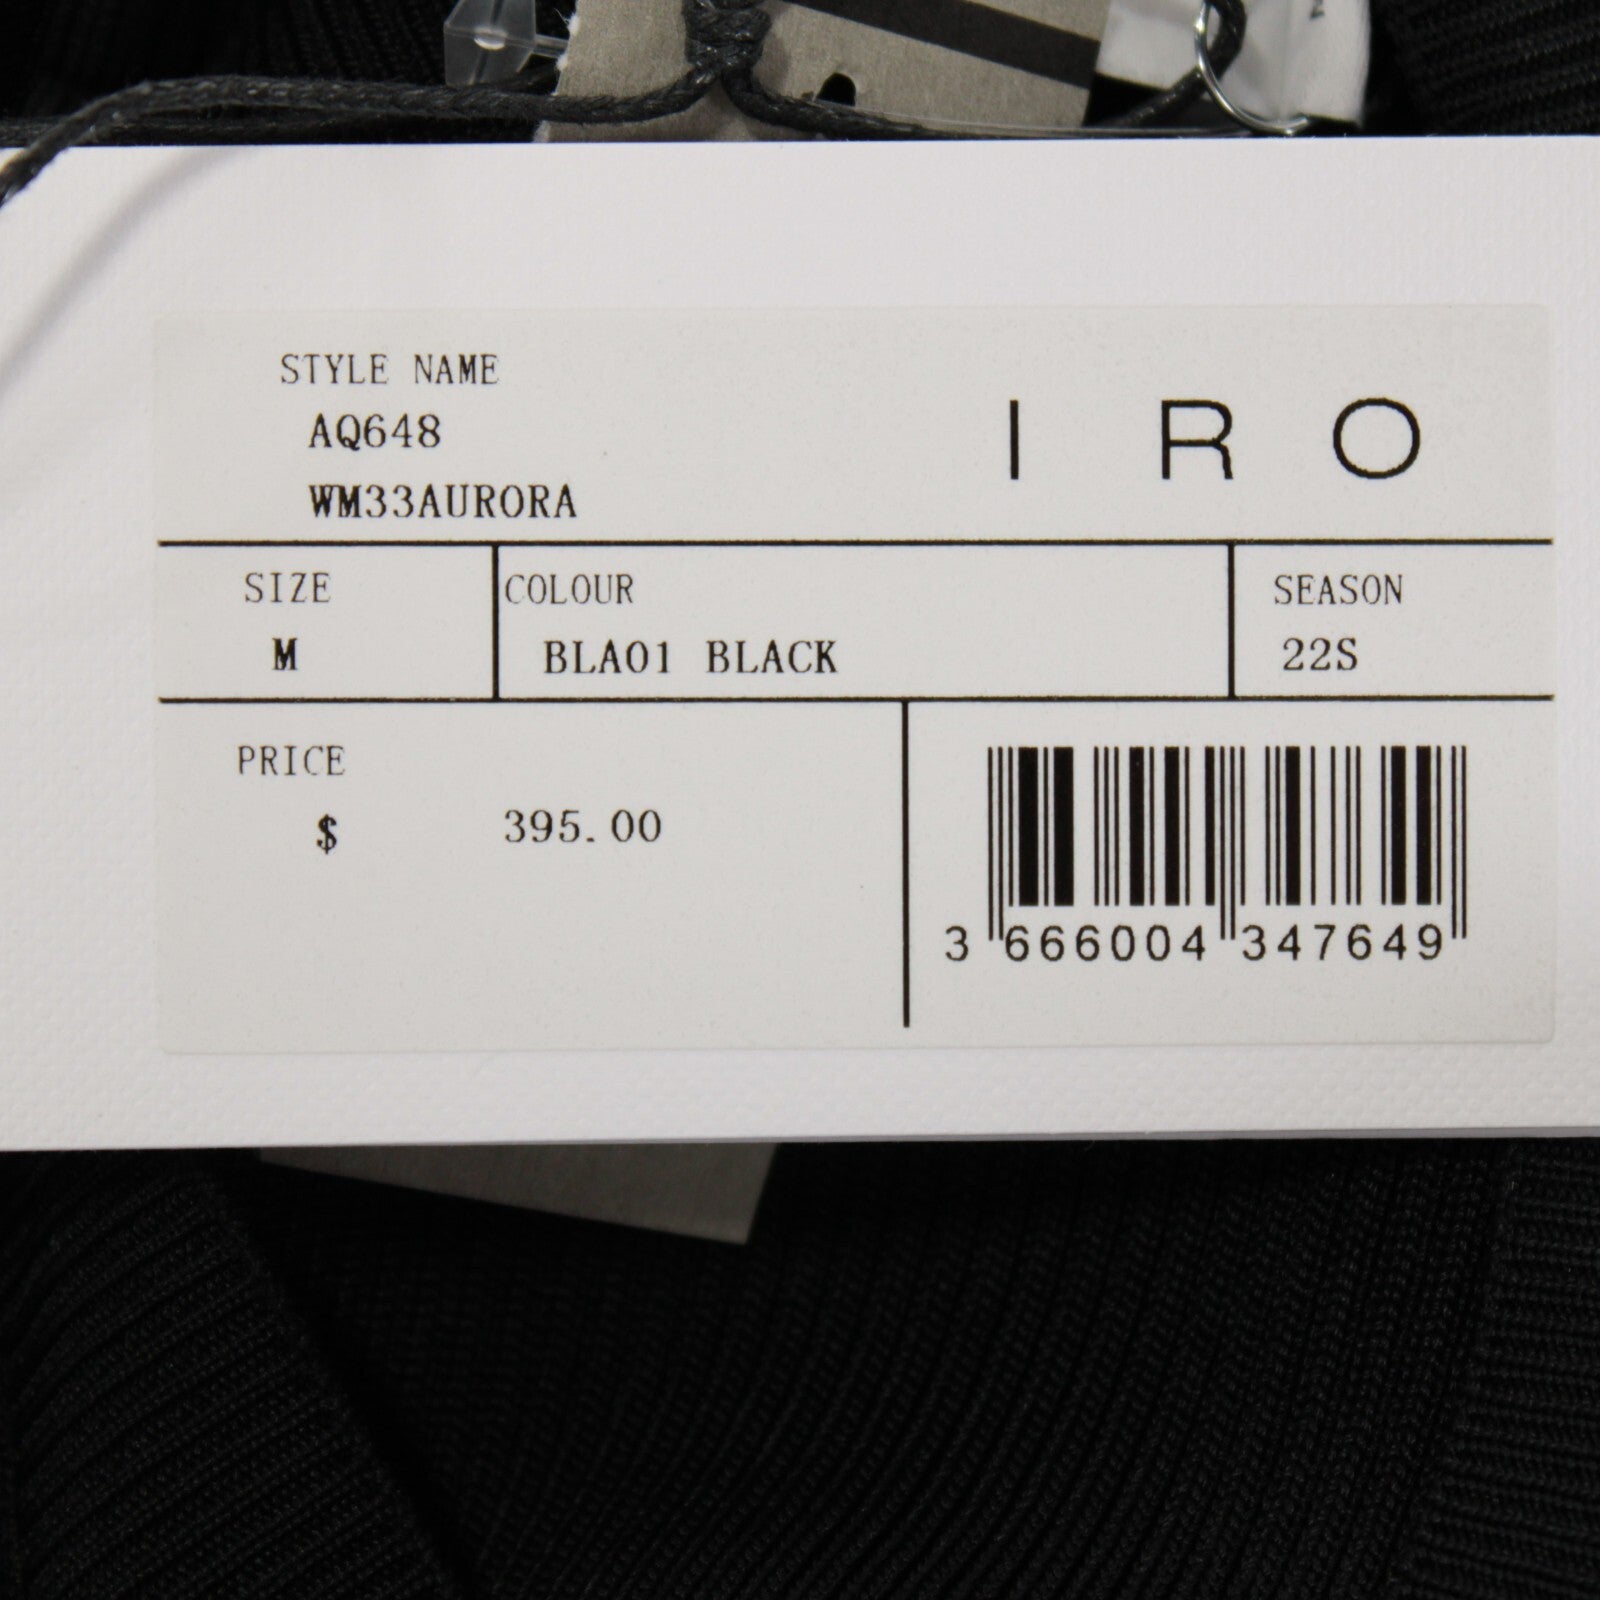 STYLE NAME
AQ648
WM33AURORA
I R O
SIZE
M
COLOUR
BLA01 BLACK
SEASON
22S
PRICE
$ 395.00
3 666004 347649